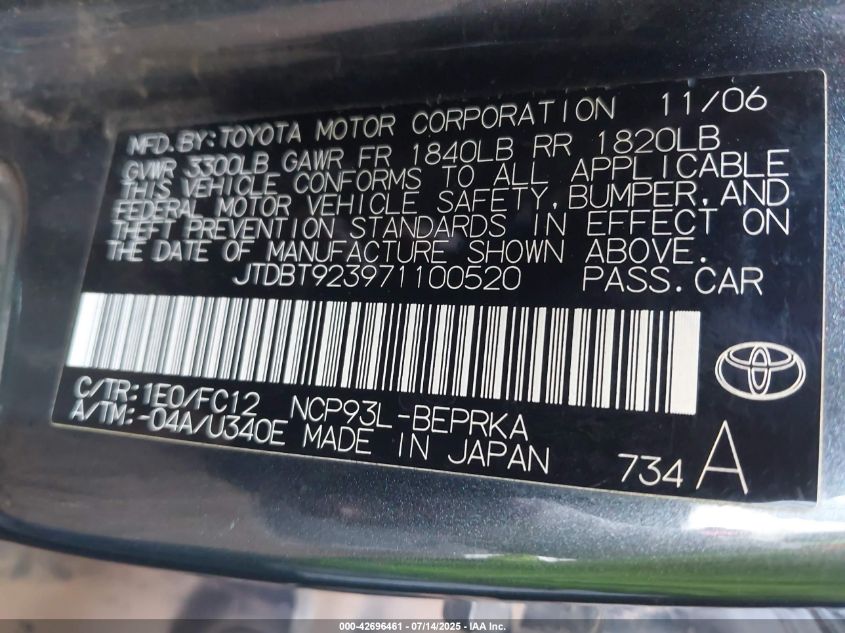 MFD. BY: TOYOTA MOTOR CORPORATION 11/06
GVWR 3300LB GAWR FR 1840LB RR 1820LB
THIS VEHICLE CONFORMS TO ALL APPLICABLE
FEDERAL MOTOR VEHICLE SAFETY, BUMPER, AND
THEFT PREVENTION STANDARDS IN EFFECT ON
THE DATE OF MANUFACTURE SHOWN ABOVE.
JTDBT923971100520 PASS. CAR
C/TR: 1E0/FC12 NCP93L-BEPRKA
A/TM: -04A/U340E MADE IN JAPAN
734 A
000-42696461 - 07/14/2025 - IAA Inc.